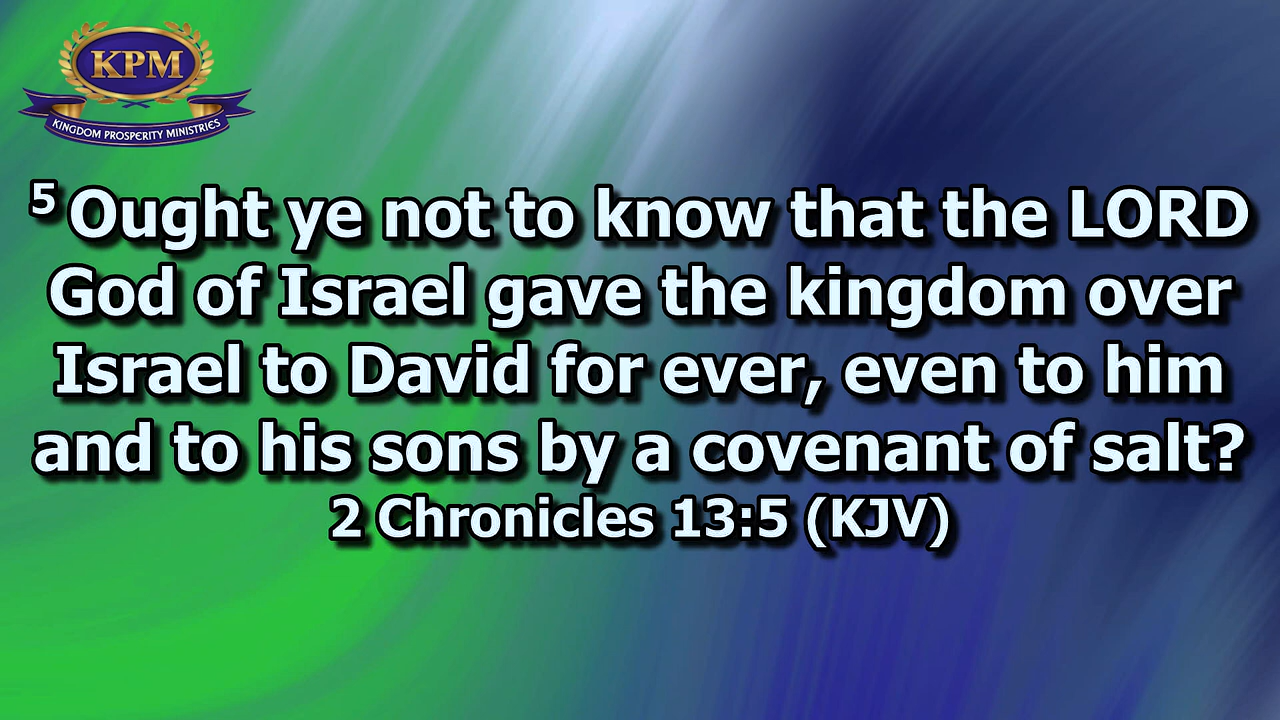 KPM
KINGDOM PROSPERITY MINISTRIES
5 Ought ye not to know that the LORD
God of Israel gave the kingdom over
Israel to David for ever, even to him
and to his sons by a covenant of salt?
2 Chronicles 13:5 (KJV)